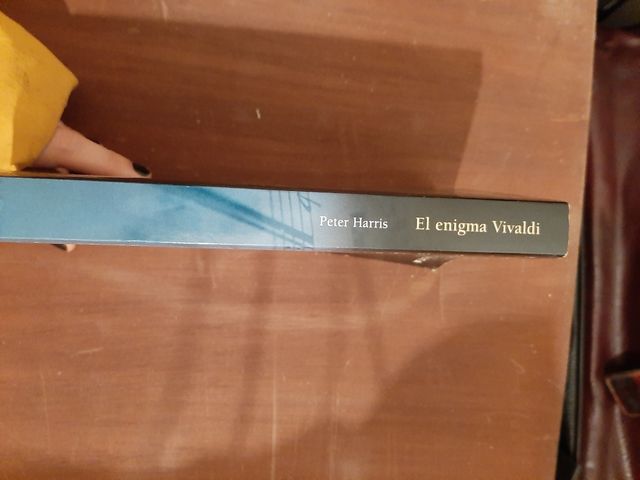 Peter Harris
El enigma Vivaldi